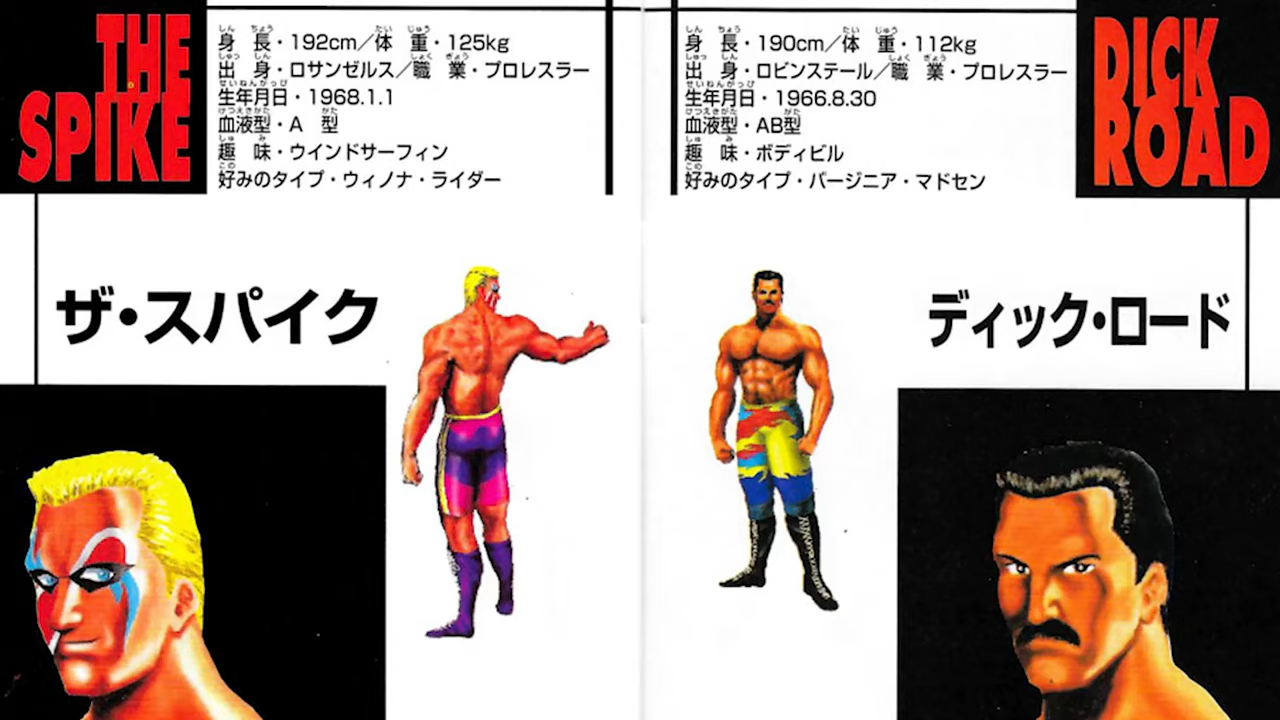 THE
SPIKE
身長・192cm／体重・125kg
出身・ロサンゼルス／職業・プロレスラー
生年月日・1968.1.1
血液型・A型
趣味・ウインドサーフィン
好みのタイプ・ウィノナ・ライダー
ザ・スパイク
DICK
ROAD
身長・190cm／体重・112kg
出身・ロビンステール／職業・プロレスラー
生年月日・1966.8.30
血液型・AB型
趣味・ボディビル
好みのタイプ・バージニア・マドセン
ディック・ロード